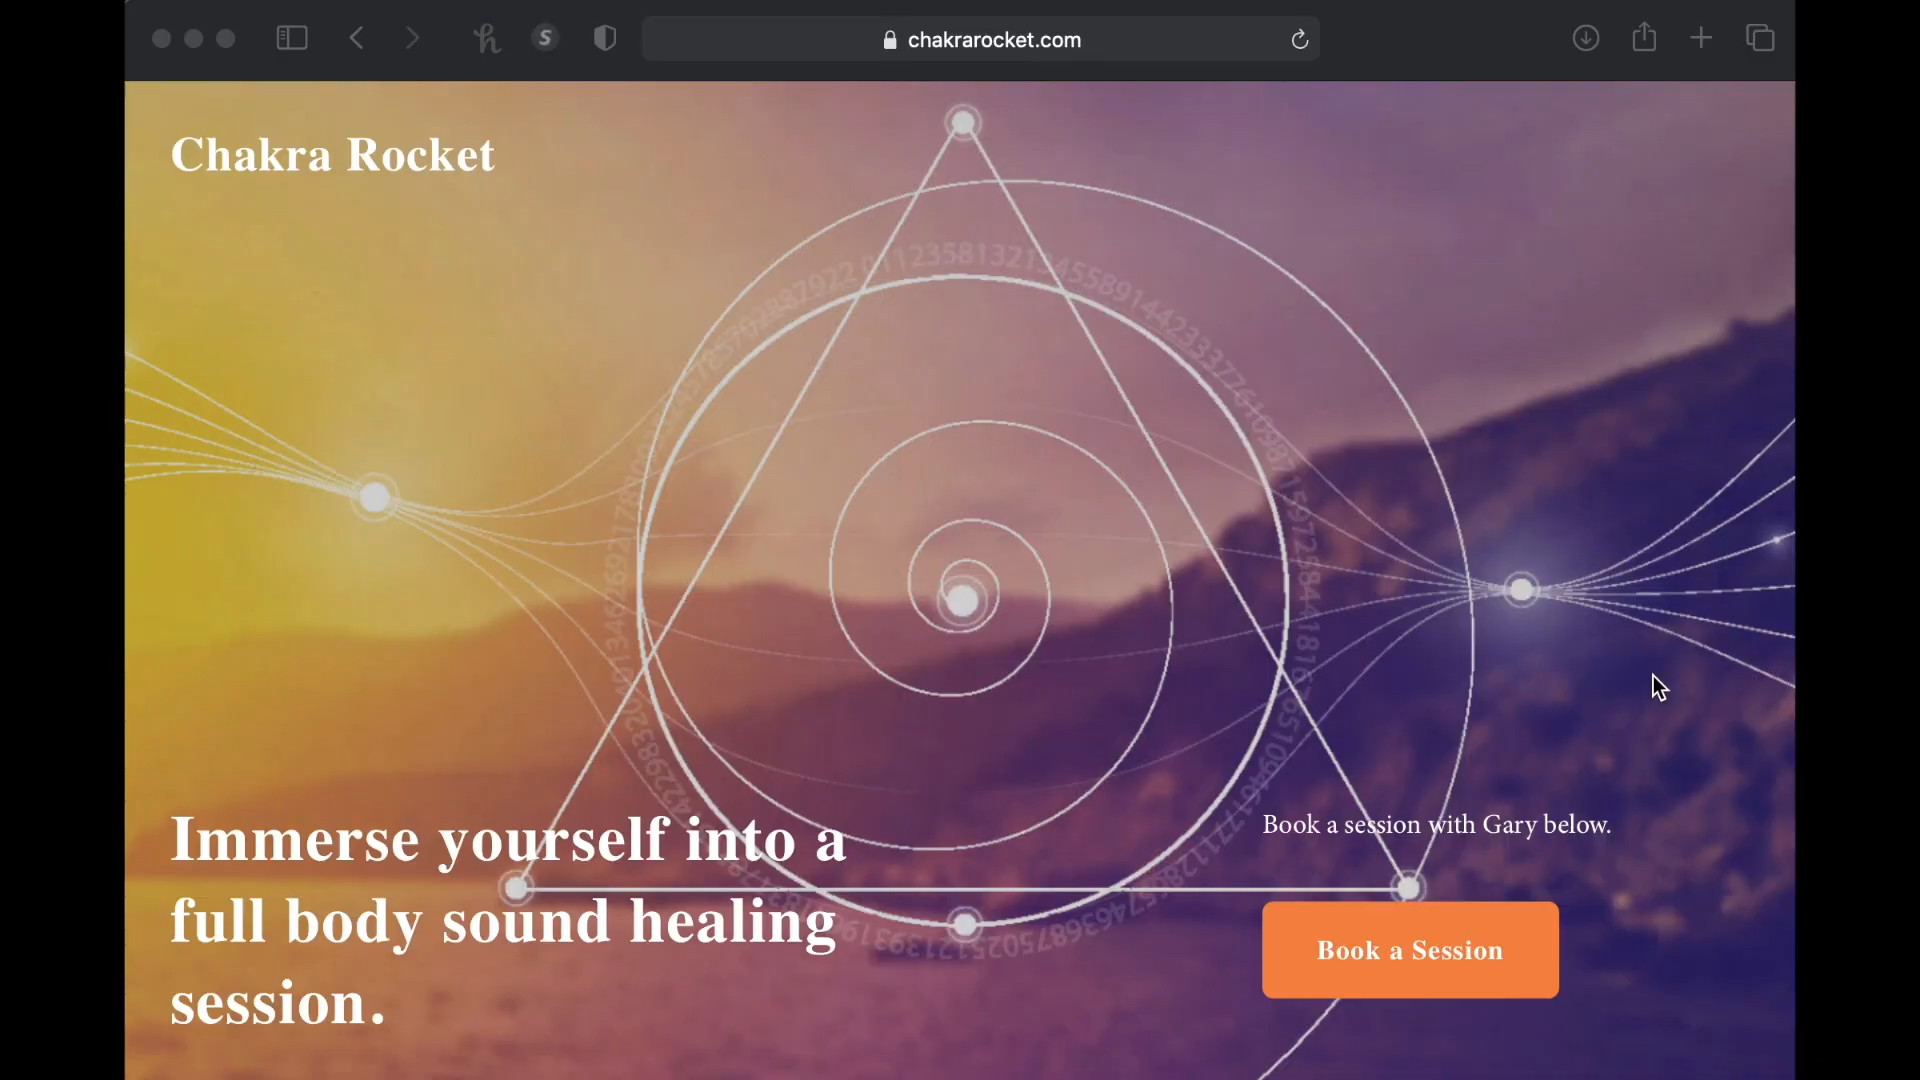 chakrarocket.com
Chakra Rocket
Immerse yourself into a
full body sound healing
session.
Book a session with Gary below.
Book a Session